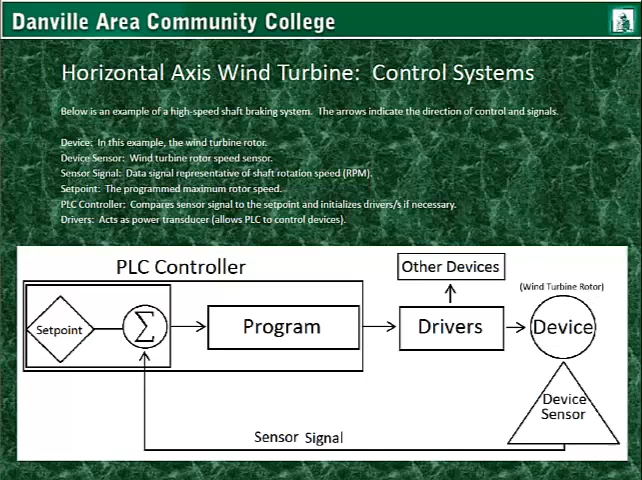 Danville Area Community College
Horizontal Axis Wind Turbine: Control Systems
Below is an example of a high-speed shaft braking system. The arrows indicate the direction of control and signals.
Device: In this example, the wind turbine rotor.
Device Sensor: Wind turbine rotor speed sensor.
Sensor Signal: Data signal representative of shaft rotation speed (RPM).
Setpoint: The programmed maximum rotor speed.
PLC Controller: Compares sensor signal to the setpoint and initializes drivers/s if necessary.
Drivers: Acts as power transducer (allows PLC to control devices).
PLC Controller
Other Devices
(Wind Turbine Rotor)
Setpoint
Σ
Program
Drivers
Device
Device
Sensor
Sensor Signal